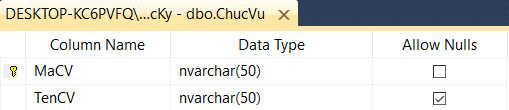 DESKTOP-KC6PVFQ\...cKy - dbo.ChucVu
Column Name Data Type Allow Nulls
MaCV nvarchar(50)
TenCV nvarchar(50)